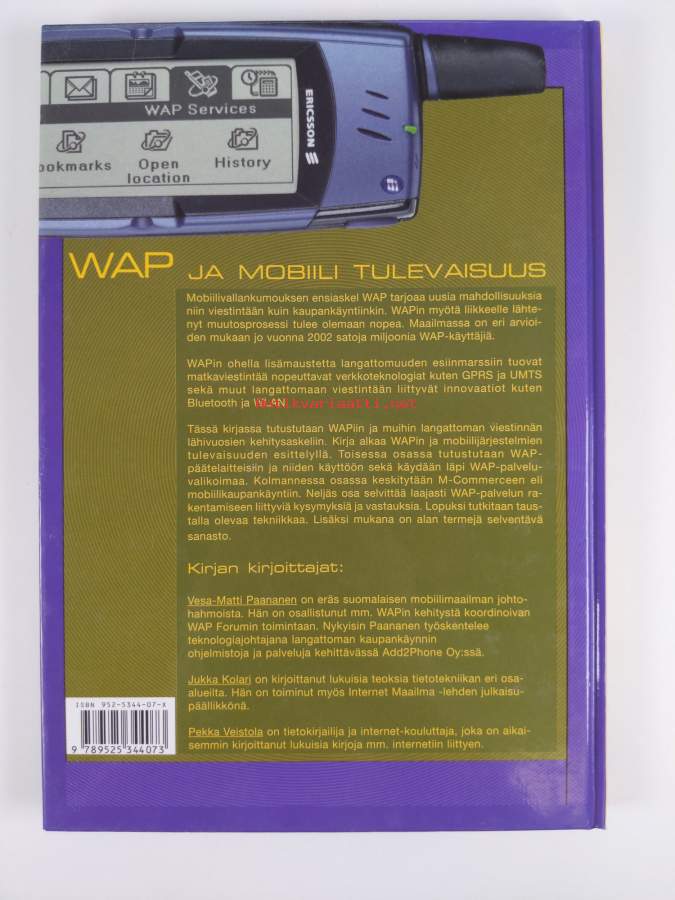 WAP Services
ERICSSON
ookmarks
Open
location
History
WAP JA MOBIILI TULEVAISUUS
Mobiilivallankumouksen ensiaskel WAP tarjoaa uusia mahdollisuuksia
niin viestintään kuin kaupankäyntiinkin. WAPin myötä liikkeelle lähte-
nyt muutosprosessi tulee olemaan nopea. Maailmassa on eri arvioi-
den mukaan jo vuonna 2002 satoja miljoonia WAP-käyttäjiä.
WAPin ohella lisämaustetta langattomuuden esiinmarssiin tuovat
matkaviestintää nopeuttavat verkkoteknologiat kuten GPRS ja UMTS
sekä muut langattomaan viestintään liittyvät innovaatiot kuten
Bluetooth ja WLAN.
Tässä kirjassa tutustutaan WAPiin ja muihin langattoman viestinnän
lähivuosien kehitysaskeliin. Kirja alkaa WAPin ja mobiilijärjestelmien
tulevaisuuden esittelyllä. Toisessa osassa tutustutaan WAP-
päätelaitteisiin ja niiden käyttöön sekä käydään läpi WAP-palvelu-
valikoimaa. Kolmannessa osassa keskitytään M-Commerceen eli
mobiilikaupankäyntiin. Neljäs osa selvittää laajasti WAP-palvelun ra-
kentamiseen liittyviä kysymyksiä ja vastauksia. Lopuksi tutkitaan taus-
talla olevaa tekniikkaa. Lisäksi mukana on alan termejä selventävä
sanasto.
Kirjan kirjoittajat:
Vesa-Matti Paananen on eräs suomalaisen mobiilimaailman johto-
hahmoista. Hän on osallistunut mm. WAPin kehitystä koordinoivan
WAP Forumin toimintaan. Nykyisin Paananen työskentelee
teknologiajohtajana langattoman kaupankäynnin
ohjelmistoja ja palveluja kehittävässä Add2Phone Oy:ssä.
Jukka Kolari on kirjoittanut lukuisia teoksia tietotekniikan eri osa-
alueilta. Hän on toiminut myös Internet Maailma -lehden julkaisu-
päällikkönä.
Pekka Veistola on tietokirjailija ja internet-kouluttaja, joka on aikai-
semmin kirjoittanut lukuisia kirjoja mm. internetiin liittyen.
ISBN 952-5344-07-X
9 789525 344073